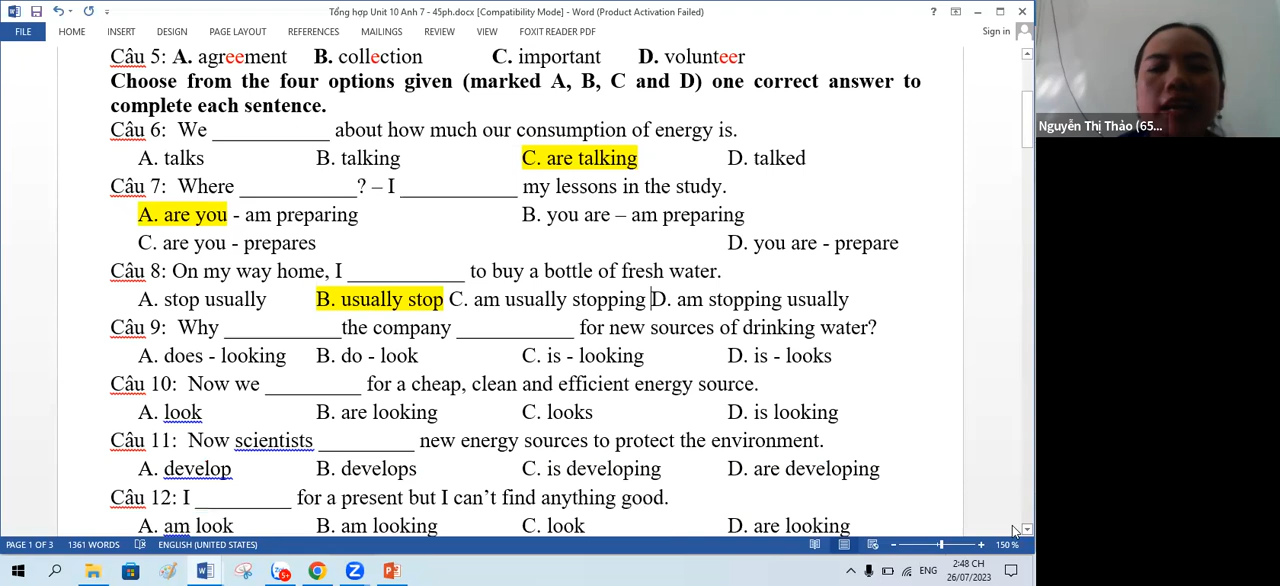 Tổng hợp Unit 10 Anh 7 - 45ph.docx [Compatibility Mode] - Word (Product Activation Failed)
FILE HOME INSERT DESIGN PAGE LAYOUT REFERENCES MAILINGS REVIEW VIEW FOXIT READER PDF Sign in
Câu 5: A. agreement B. collection C. important D. volunteer
Choose from the four options given (marked A, B, C and D) one correct answer to
complete each sentence.
Câu 6: We ___________ about how much our consumption of energy is.
A. talks B. talking C. are talking D. talked
Câu 7: Where ___________? – I ___________ my lessons in the study.
A. are you - am preparing B. you are – am preparing
C. are you - prepares D. you are - prepare
Câu 8: On my way home, I ___________ to buy a bottle of fresh water.
A. stop usually B. usually stop C. am usually stopping D. am stopping usually
Câu 9: Why ___________ the company ___________ for new sources of drinking water?
A. does - looking B. do - look C. is - looking D. is - looks
Câu 10: Now we _________ for a cheap, clean and efficient energy source.
A. look B. are looking C. looks D. is looking
Câu 11: Now scientists _________ new energy sources to protect the environment.
A. develop B. develops C. is developing D. are developing
Câu 12: I _________ for a present but I can’t find anything good.
A. am look B. am looking C. look D. are looking
PAGE 1 OF 3 1361 WORDS ENGLISH (UNITED STATES) 150 %
ENG 2:48 CH
26/07/2023
Nguyễn Thị Thảo (65...